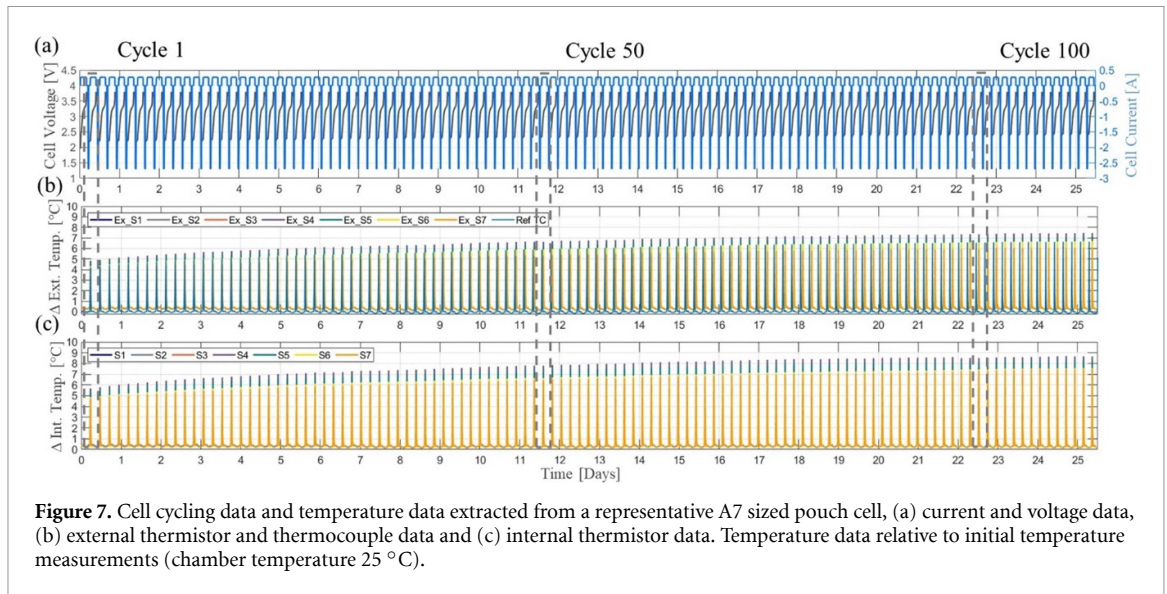 (a)
Cycle 1
Cycle 50
Cycle 100
Cell Voltage [V]
4.5
4
3.5
3
2.5
2
1.5
1
0.5
0
-0.5
-1
-1.5
-2
-2.5
-3
Cell Current [A]
0 1 2 3 4 5 6 7 8 9 10 11 12 13 14 15 16 17 18 19 20 21 22 23 24 25
(b)
Δ Ext. Temp. [°C]
10
9
8
7
6
5
4
3
2
1
0
Ex_S1 Ex_S2 Ex_S3 Ex_S4 Ex_S5 Ex_S6 Ex_S7 Ref TC
0 1 2 3 4 5 6 7 8 9 10 11 12 13 14 15 16 17 18 19 20 21 22 23 24 25
(c)
Δ Int. Temp. [°C]
10
9
8
7
6
5
4
3
2
1
0
S1 S2 S3 S4 S5 S6 S7
0 1 2 3 4 5 6 7 8 9 10 11 12 13 14 15 16 17 18 19 20 21 22 23 24 25
Time [Days]
Figure 7. Cell cycling data and temperature data extracted from a representative A7 sized pouch cell, (a) current and voltage data,
(b) external thermistor and thermocouple data and (c) internal thermistor data. Temperature data relative to initial temperature
measurements (chamber temperature 25 °C).